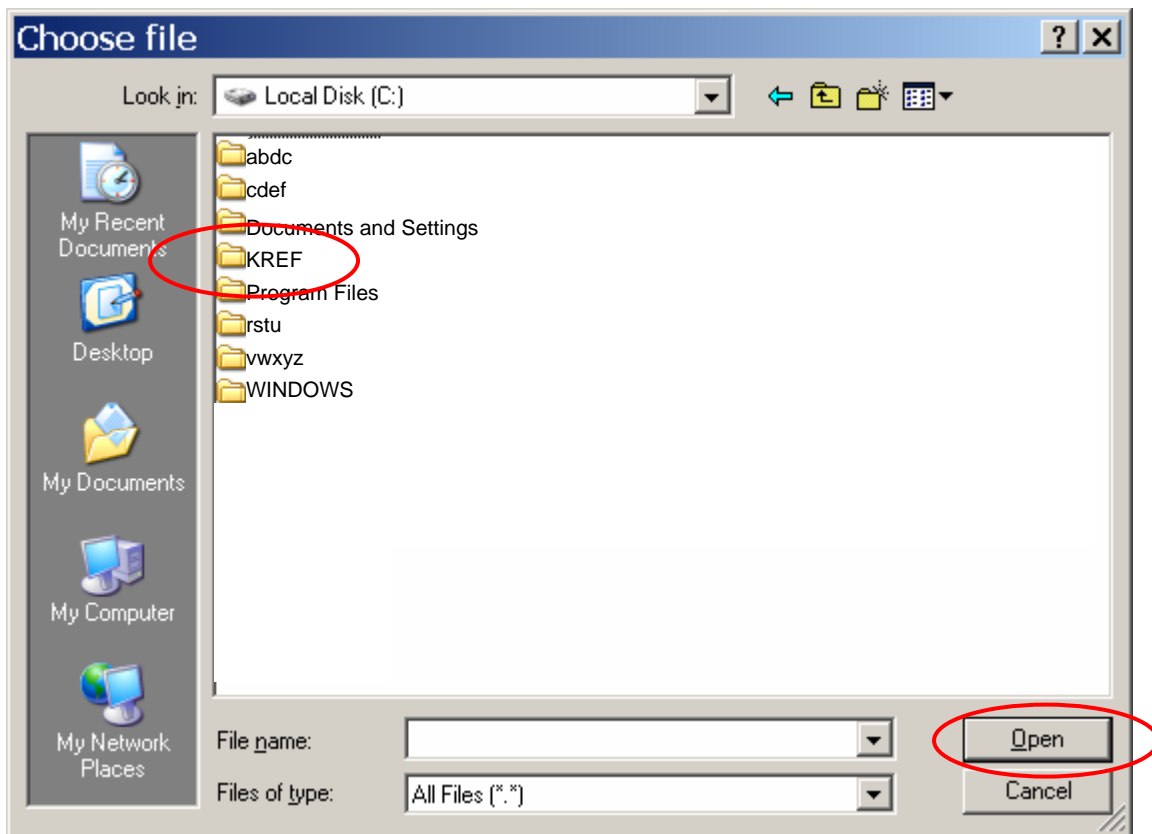 Choose file
Look in:
Local Disk (C:)
My Recent
Documents
Desktop
My Documents
My Computer
My Network
Places
abdc
cdef
Documents and Settings
KREF
Program Files
rstu
vwxyz
WINDOWS
File name:
Open
Files of type:
All Files (*.*)
Cancel